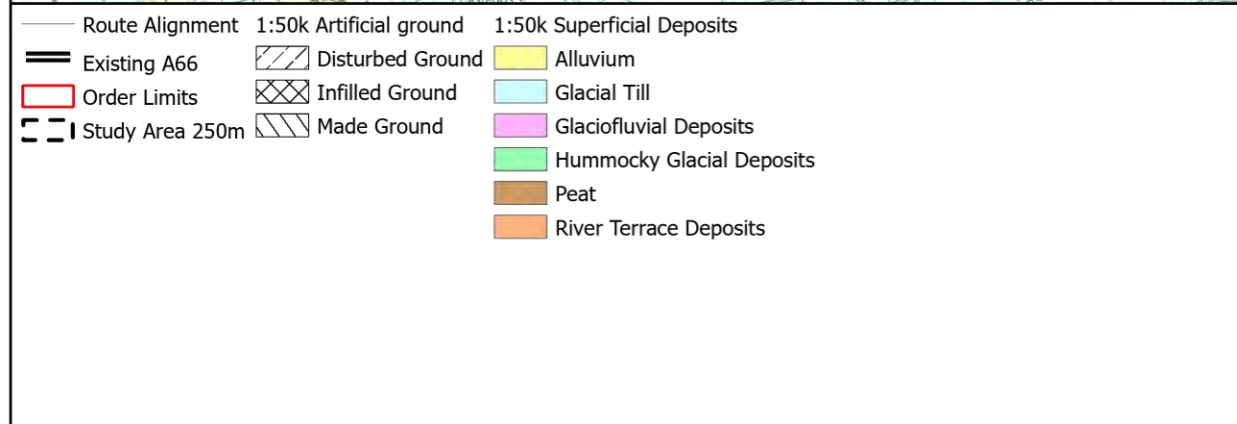 Route Alignment
Existing A66
Order Limits
Study Area 250m
1:50k Artificial ground
Disturbed Ground
Infilled Ground
Made Ground
1:50k Superficial Deposits
Alluvium
Glacial Till
Glaciofluvial Deposits
Hummocky Glacial Deposits
Peat
River Terrace Deposits